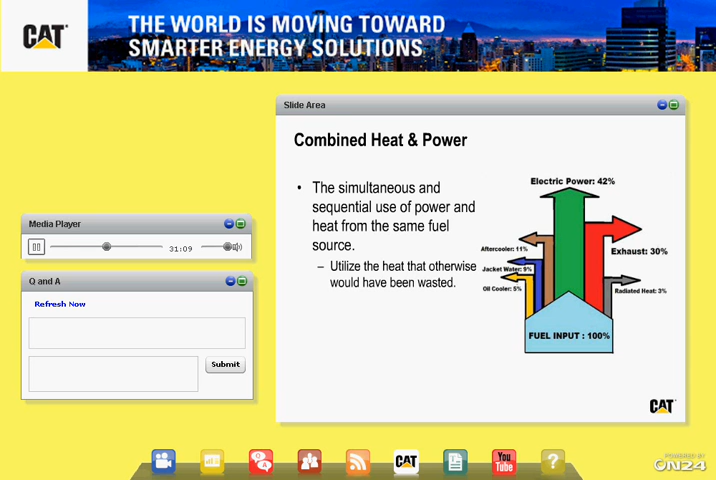 CAT
THE WORLD IS MOVING TOWARD
SMARTER ENERGY SOLUTIONS
Slide Area
Combined Heat & Power
• The simultaneous and
sequential use of power and
heat from the same fuel
source.
– Utilize the heat that otherwise
would have been wasted.
Electric Power: 42%
Aftercooler: 11%
Exhaust: 30%
Jacket Water: 9%
Oil Cooler: 5%
Radiated Heat: 3%
FUEL INPUT : 100%
CAT
Media Player
31:09
Q and A
Refresh Now
Submit
Q A
CAT
You
Tube
?
POWERED BY
ON24